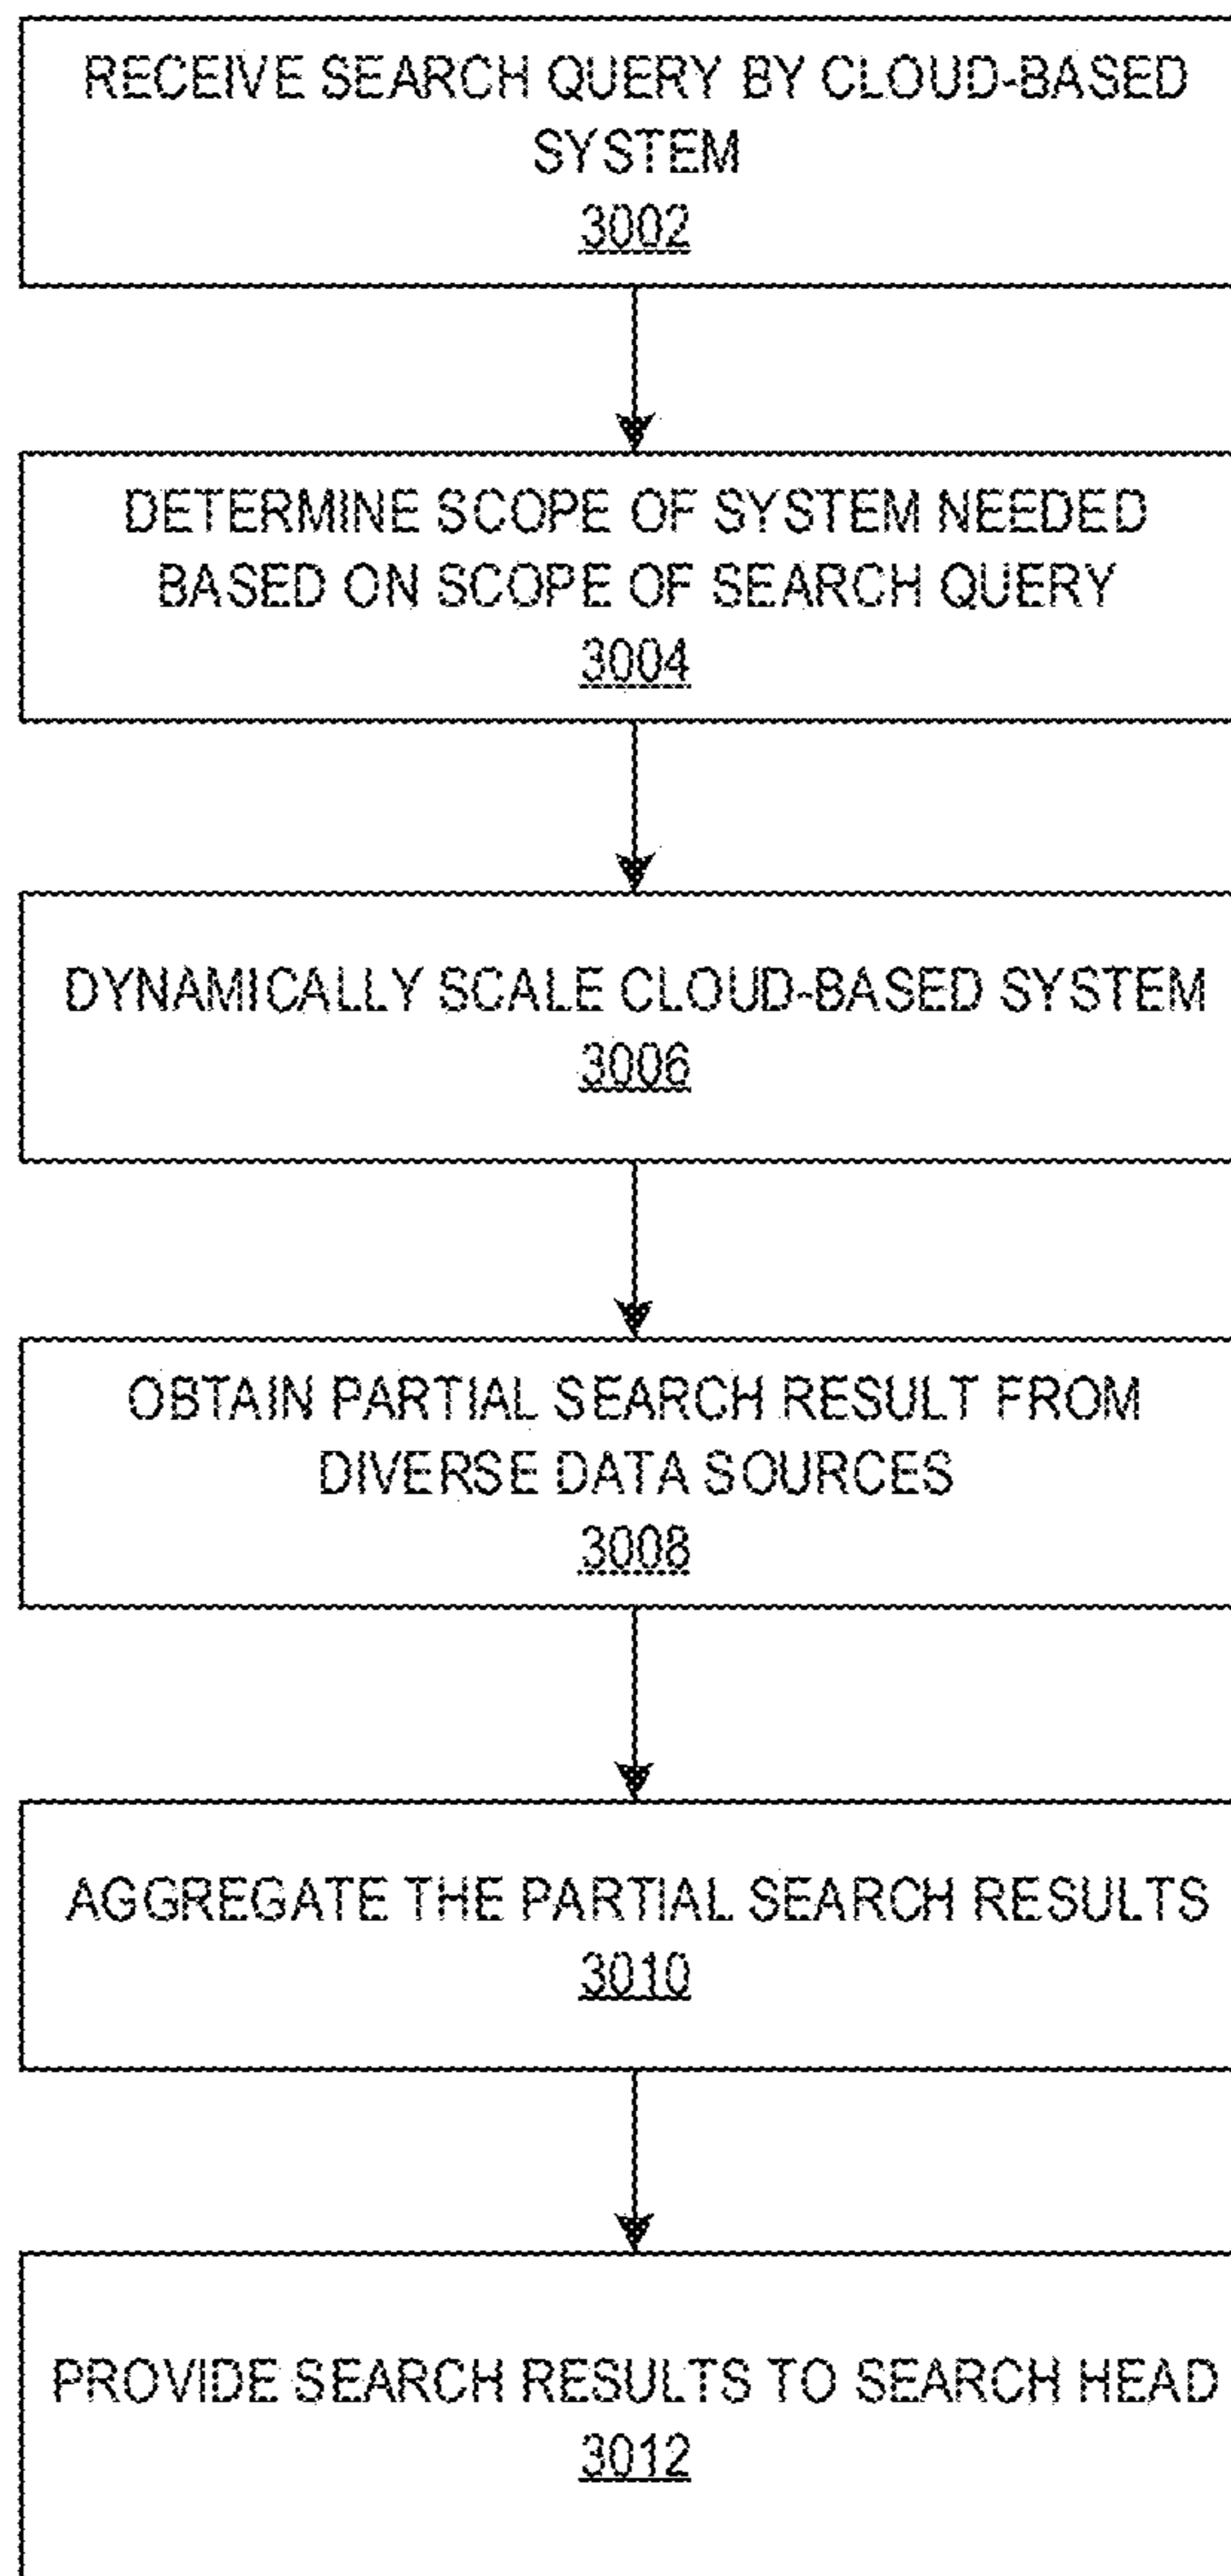 RECEIVE SEARCH QUERY BY CLOUD-BASED
SYSTEM
3002
DETERMINE SCOPE OF SYSTEM NEEDED
BASED ON SCOPE OF SEARCH QUERY
3004
DYNAMICALLY SCALE CLOUD-BASED SYSTEM
3006
OBTAIN PARTIAL SEARCH RESULT FROM
DIVERSE DATA SOURCES
3008
AGGREGATE THE PARTIAL SEARCH RESULTS
3010
PROVIDE SEARCH RESULTS TO SEARCH HEAD
3012